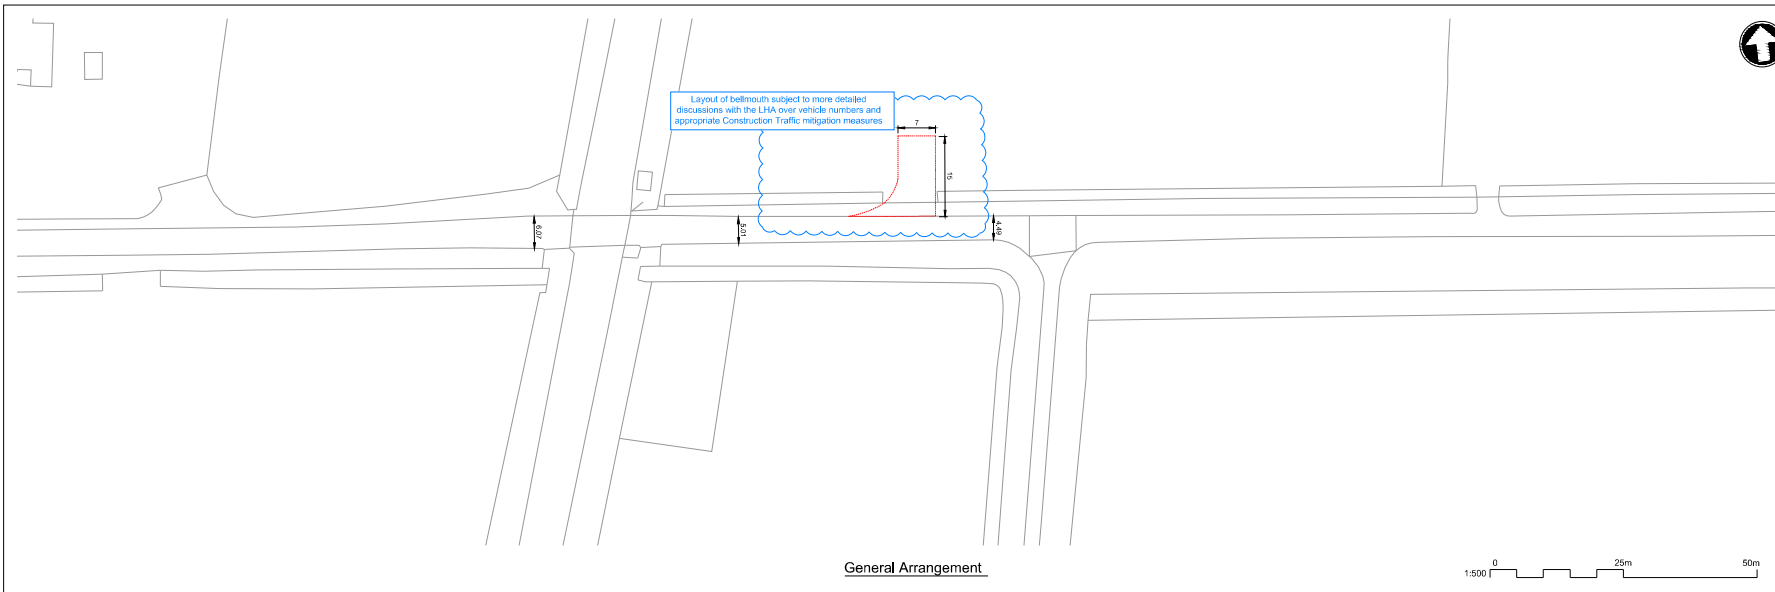 Layout of bellmouth subject to more detailed
discussions with the LHA over vehicle numbers and
appropriate Construction Traffic mitigation measures
7
15
6.07
5.01
4.49
General Arrangement
1:500
0
25m
50m